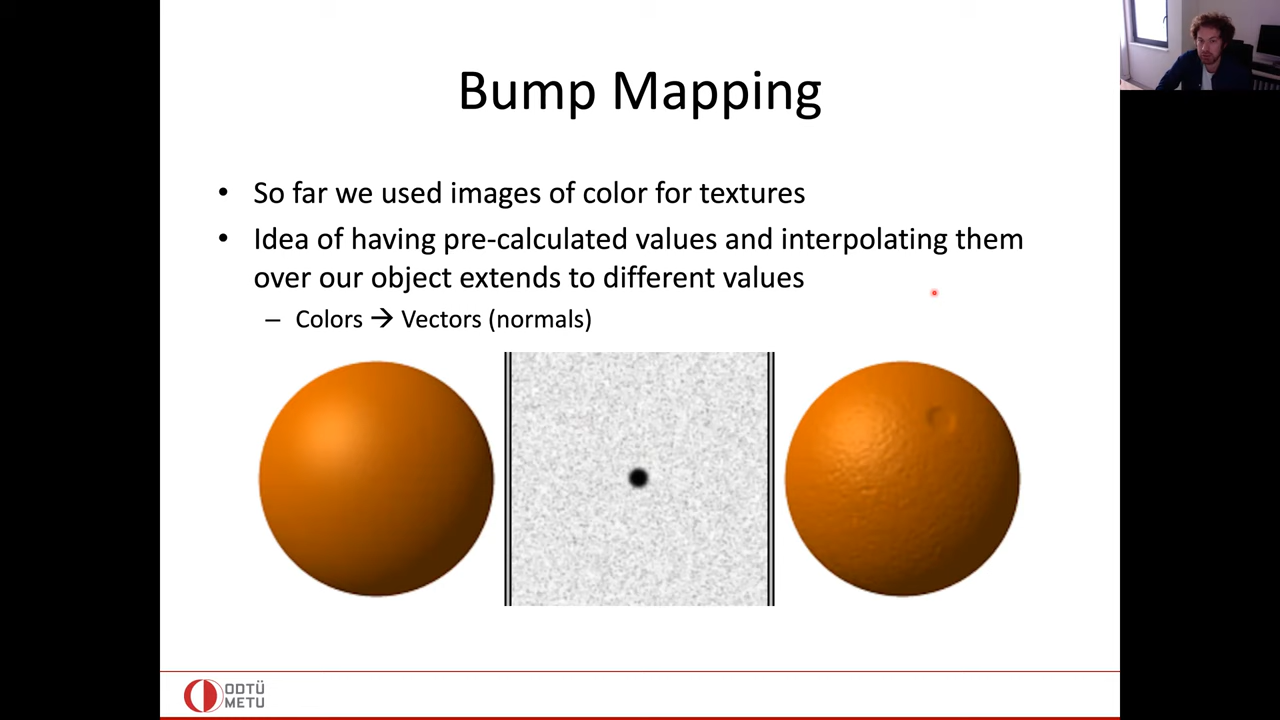 Bump Mapping
• So far we used images of color for textures
• Idea of having pre-calculated values and interpolating them
over our object extends to different values
– Colors → Vectors (normals)
ODTÜ
METU